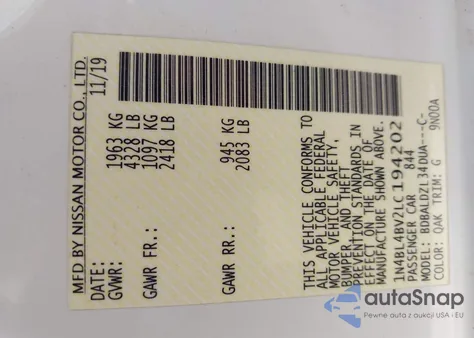 MFD BY NISSAN MOTOR CO., LTD.
DATE: 11/19
GVWR: 1963 KG
4328 LB
GAWR FR.: 1097 KG
2418 LB
GAWR RR.: 945 KG
2083 LB
THIS VEHICLE CONFORMS TO
ALL APPLICABLE FEDERAL
MOTOR VEHICLE SAFETY,
BUMPER, AND THEFT
PREVENTION STANDARDS IN
EFFECT ON THE DATE OF
MANUFACTURE SHOWN ABOVE.
1N4BL4BV2LC194202
PASSENGER CAR 844
MODEL: BDBALDZL34DUA---C-
COLOR: QAK TRIM: G 9N00A
autaSnap
Pewne auta z aukcji USA i EU